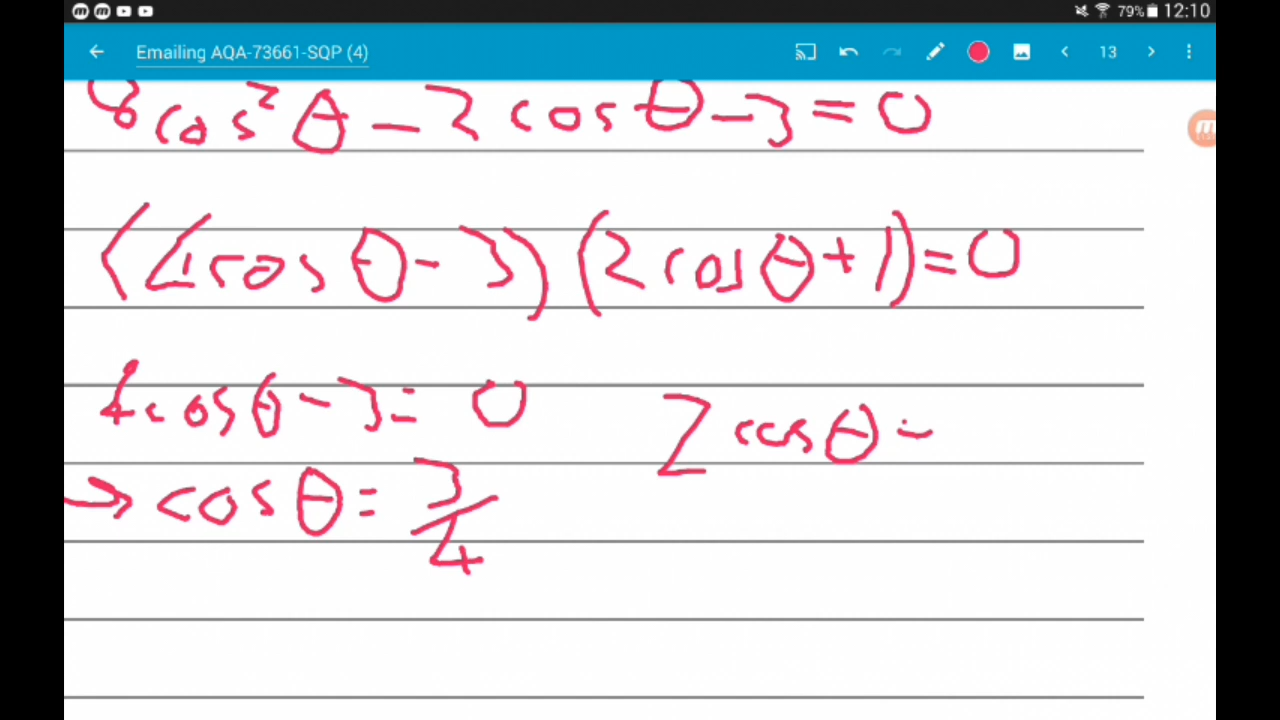 79% 12:10
Emailing AQA-73661-SQP (4) 13
8cos²θ - 2cosθ - 3 = 0
(4cosθ - 3)(2cosθ + 1) = 0
4cosθ - 3 = 0 2cosθ -
→ cosθ = 3/4